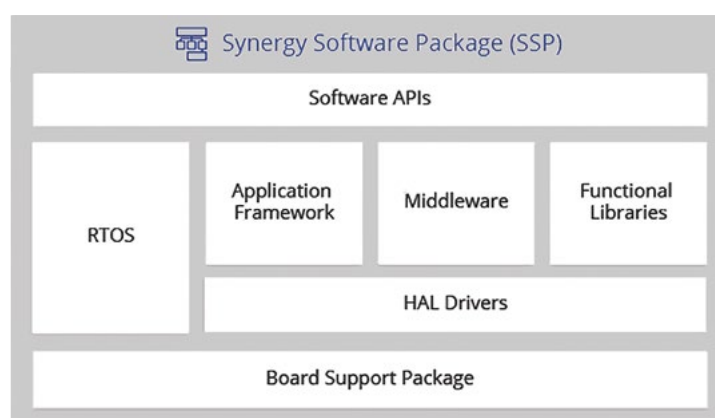 Synergy Software Package (SSP)
Software APIs
RTOS
Application
Framework
Middleware
Functional
Libraries
HAL Drivers
Board Support Package